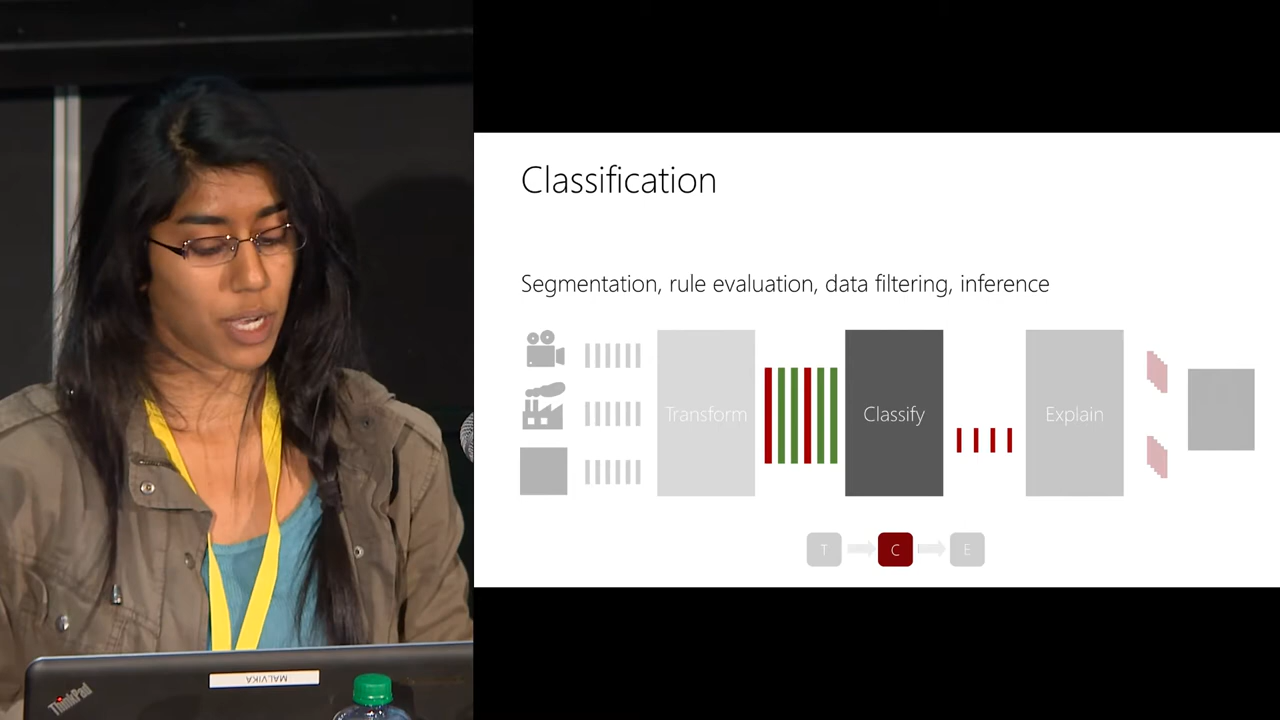 Classification
Segmentation, rule evaluation, data filtering, inference
Transform
Classify
Explain
T
C
E
ThinkPad
MALVIKA